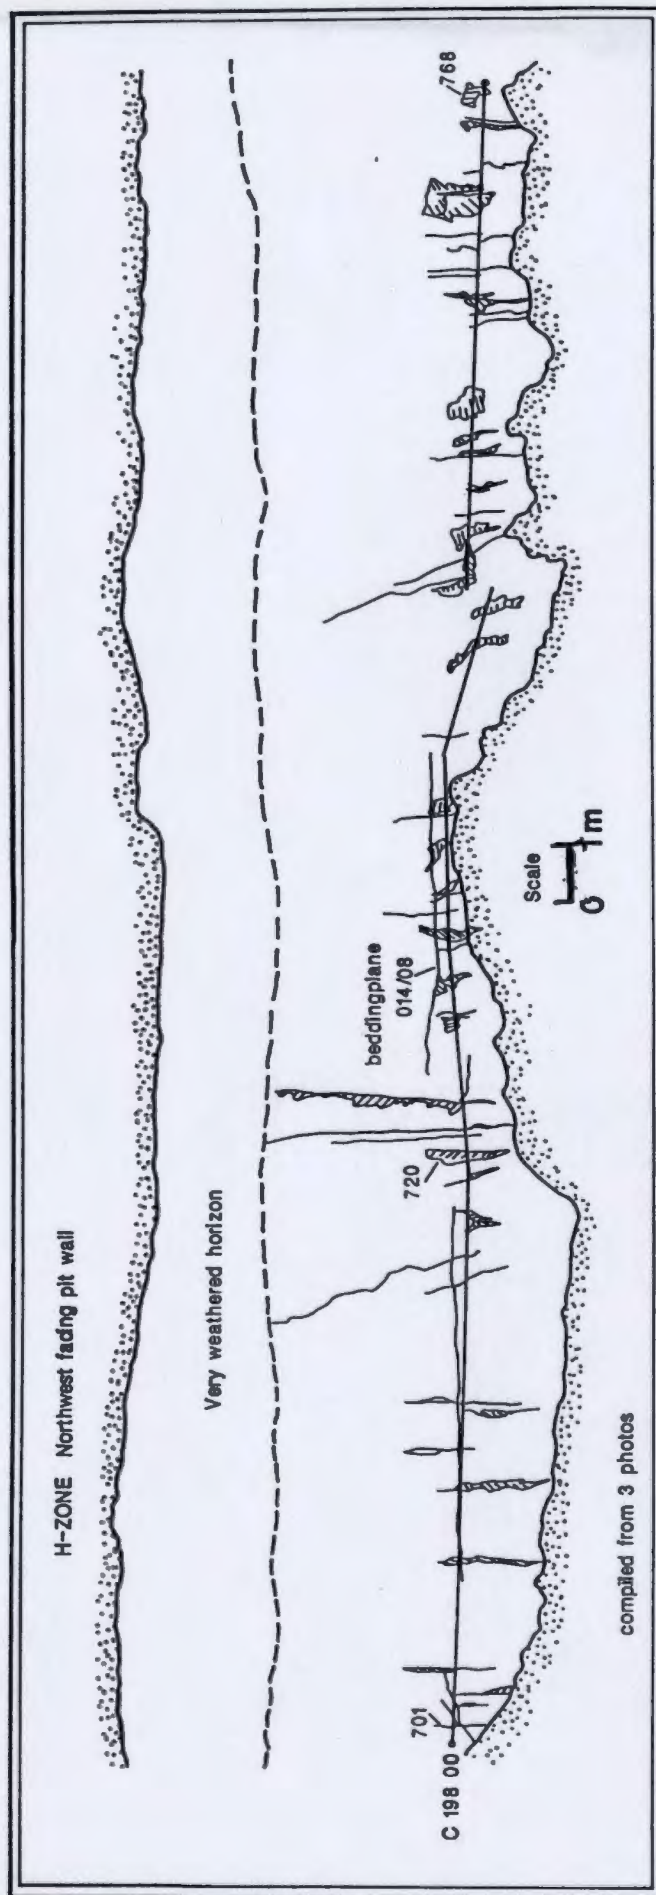 H-ZONE Northwest fading pit wall
Very weathered horizon
beddingplane
014/08
768
720
701
C 198 00
Scale
0 1m
compiled from 3 photos